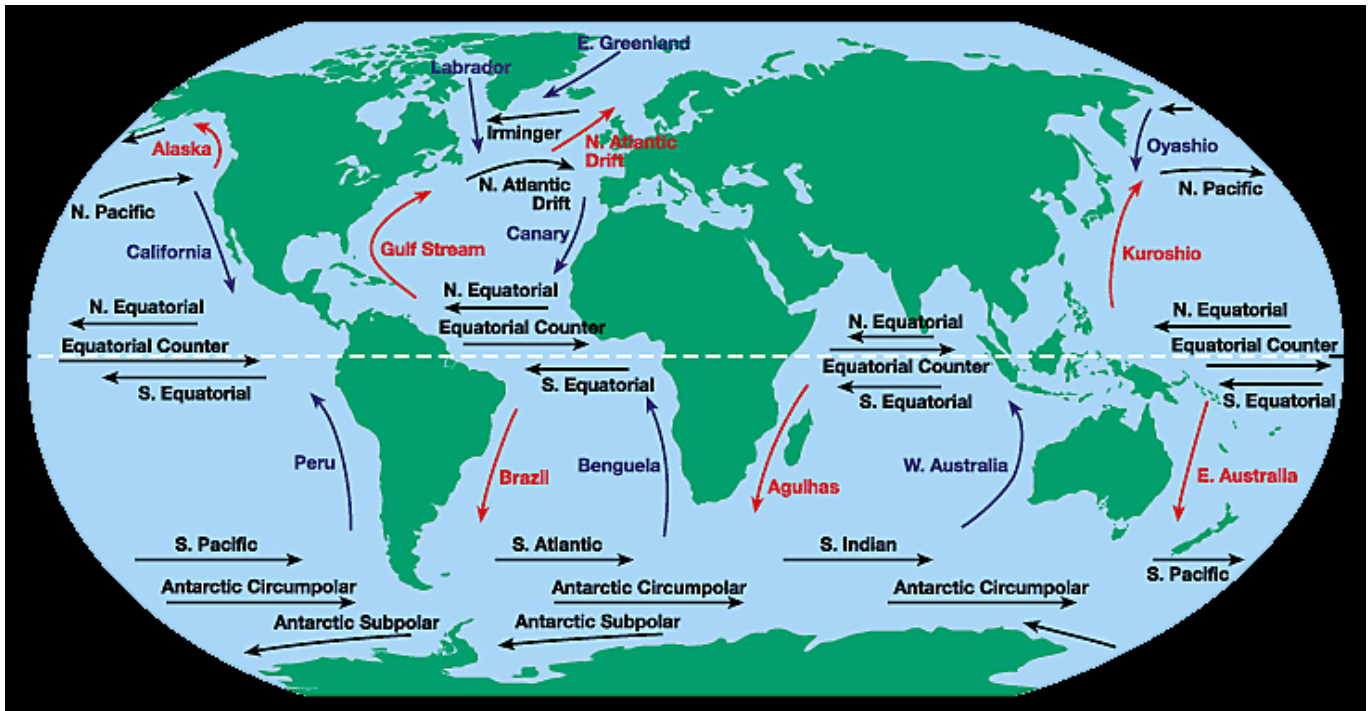 E. Greenland
Labrador
Irminger
Alaska
N. Atlantic
Drift
Oyashio
N. Pacific
N. Atlantic
Drift
N. Pacific
Canary
California
Gulf Stream
Kuroshio
N. Equatorial
N. Equatorial
N. Equatorial
N. Equatorial
Equatorial Counter
Equatorial Counter
Equatorial Counter
Equatorial Counter
S. Equatorial
S. Equatorial
S. Equatorial
S. Equatorial
Peru
Brazil
Benguela
Agulhas
W. Australia
E. Australia
S. Pacific
S. Atlantic
S. Indian
S. Pacific
Antarctic Circumpolar
Antarctic Circumpolar
Antarctic Circumpolar
Antarctic Subpolar
Antarctic Subpolar